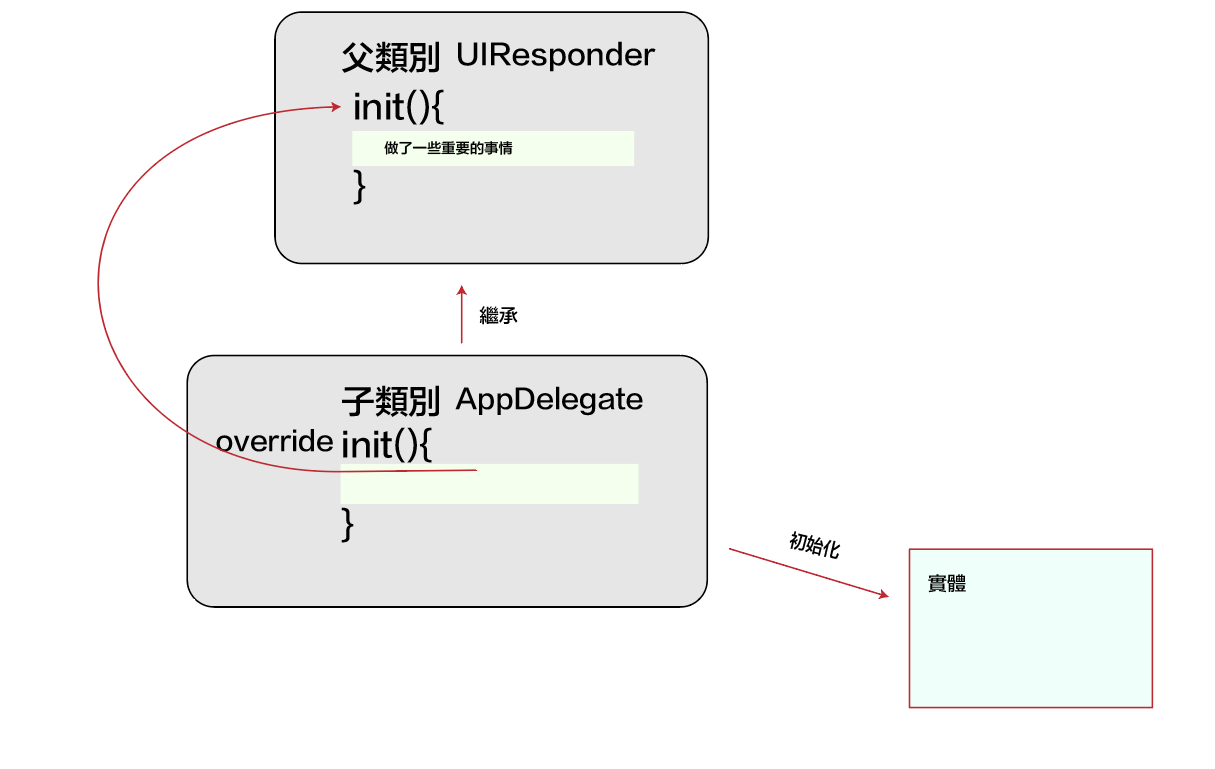 父類別 UIResponder
init(){
做了一些重要的事情
}
繼承
子類別 AppDelegate
override init(){
}
初始化
實體